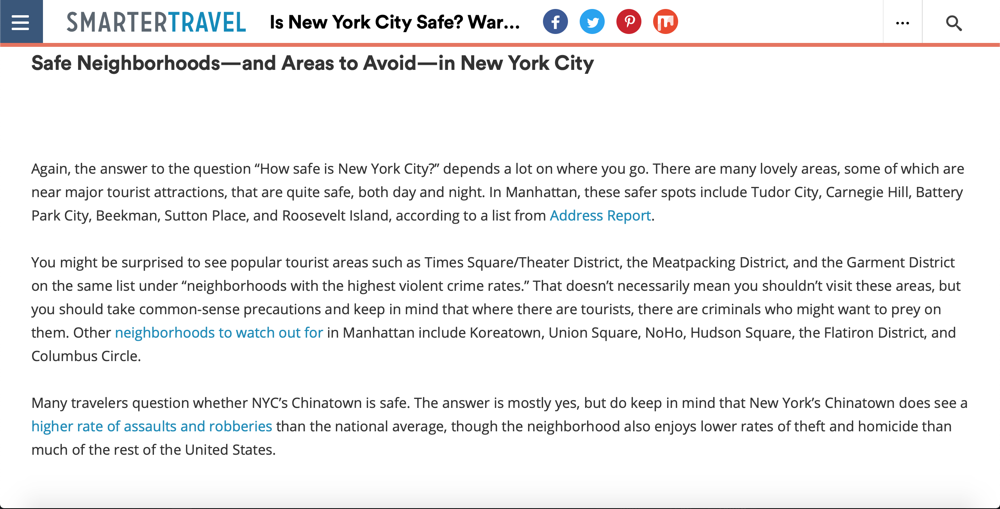 SMARTERTRAVEL Is New York City Safe? War...
Safe Neighborhoods—and Areas to Avoid—in New York City
Again, the answer to the question “How safe is New York City?” depends a lot on where you go. There are many lovely areas, some of which are
near major tourist attractions, that are quite safe, both day and night. In Manhattan, these safer spots include Tudor City, Carnegie Hill, Battery
Park City, Beekman, Sutton Place, and Roosevelt Island, according to a list from Address Report.
You might be surprised to see popular tourist areas such as Times Square/Theater District, the Meatpacking District, and the Garment District
on the same list under “neighborhoods with the highest violent crime rates.” That doesn’t necessarily mean you shouldn’t visit these areas, but
you should take common-sense precautions and keep in mind that where there are tourists, there are criminals who might want to prey on
them. Other neighborhoods to watch out for in Manhattan include Koreatown, Union Square, NoHo, Hudson Square, the Flatiron District, and
Columbus Circle.
Many travelers question whether NYC’s Chinatown is safe. The answer is mostly yes, but do keep in mind that New York’s Chinatown does see a
higher rate of assaults and robberies than the national average, though the neighborhood also enjoys lower rates of theft and homicide than
much of the rest of the United States.